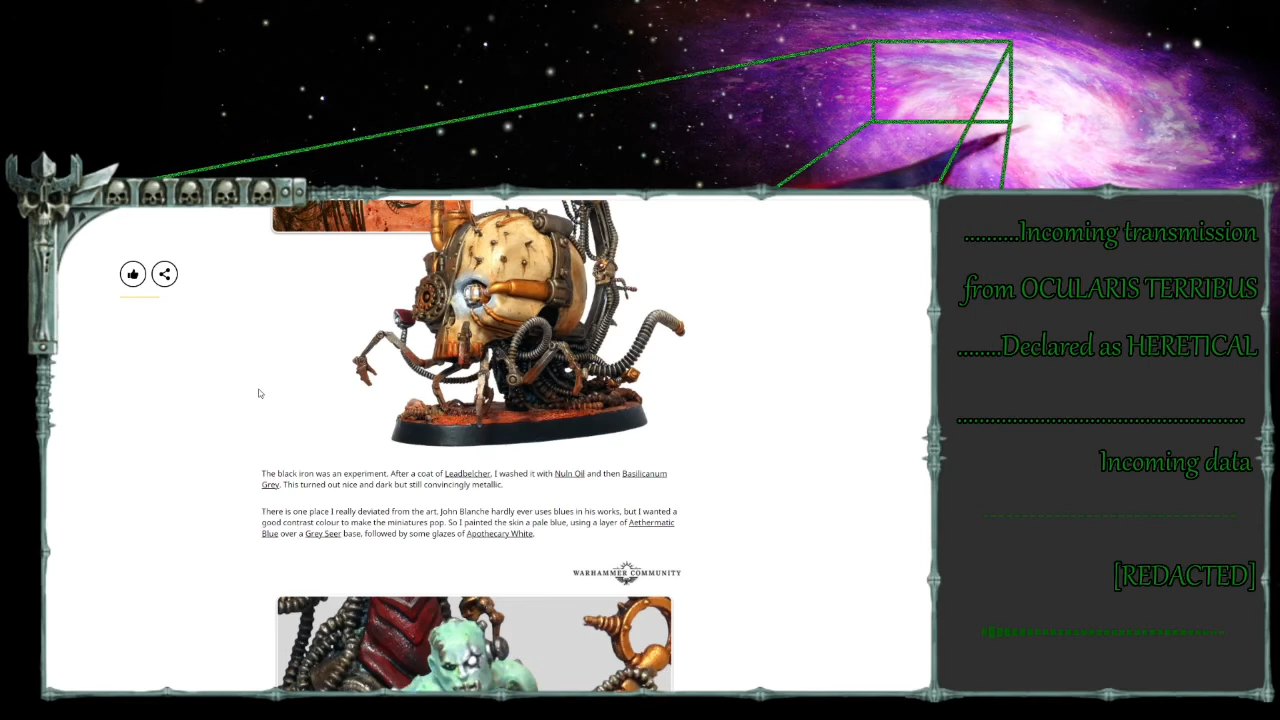 The black iron was an experiment. After a coat of Leadbelcher, I washed it with Nuln Oil and then Basilicanum
Grey. This turned out nice and dark but still convincingly metallic.
There is one place I really deviated from the art. John Blanche hardly ever uses blues in his works, but I wanted a
good contrast colour to make the miniatures pop. So I painted the skin a pale blue, using a layer of Aethermatic
Blue over a Grey Seer base, followed by some glazes of Apothecary White.
WARHAMMER COMMUNITY
..........Incoming transmission
from OCULARIS TERRIBUS
........Declared as HERETICAL
.....................................................
Incoming data
[REDACTED]